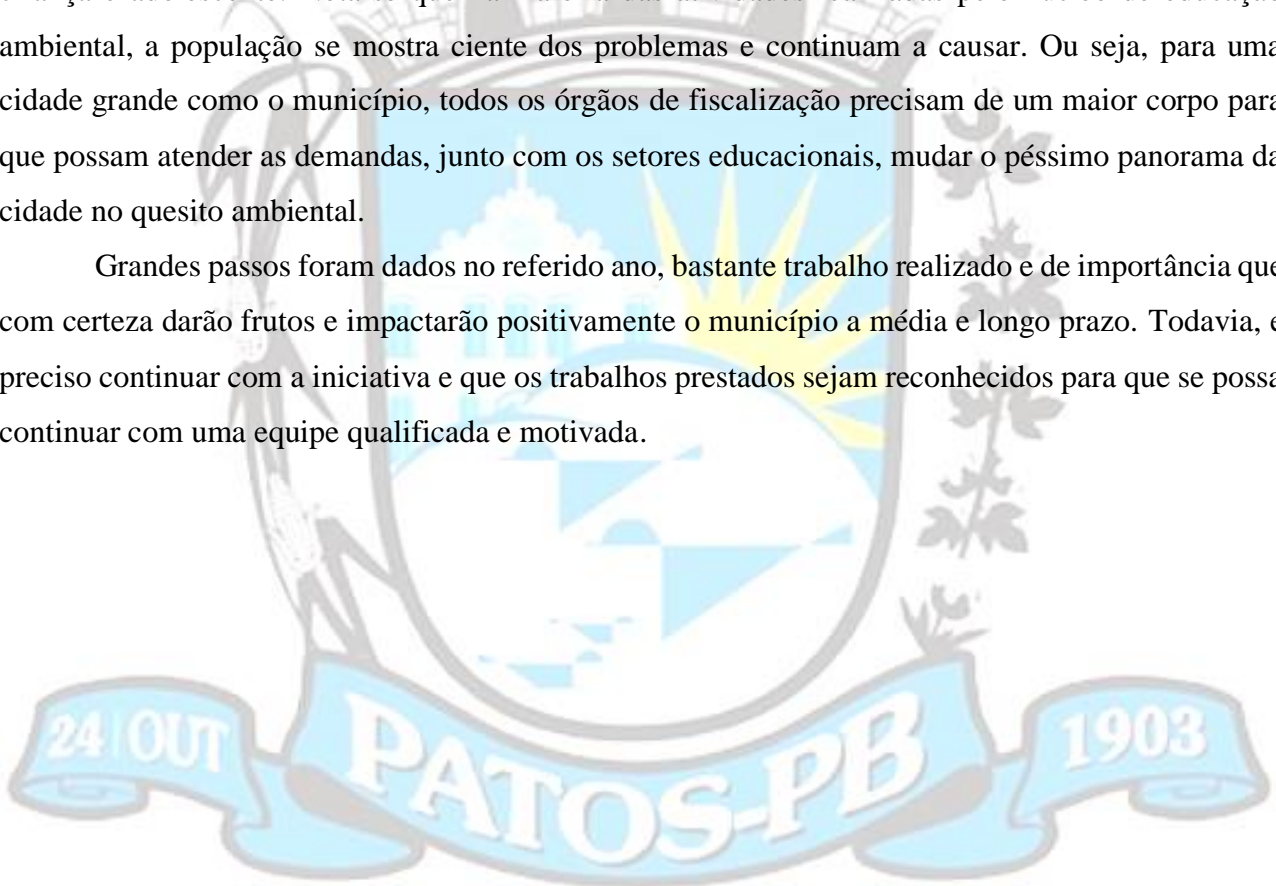 ambiental, a população se mostra ciente dos problemas e continuam a causar. Ou seja, para uma
cidade grande como o município, todos os órgãos de fiscalização precisam de um maior corpo para
que possam atender as demandas, junto com os setores educacionais, mudar o péssimo panorama da
cidade no quesito ambiental.
Grandes passos foram dados no referido ano, bastante trabalho realizado e de importância que
com certeza darão frutos e impactarão positivamente o município a média e longo prazo. Todavia, é
preciso continuar com a iniciativa e que os trabalhos prestados sejam reconhecidos para que se possa
continuar com uma equipe qualificada e motivada.
24 OUT
PATOS-PB
1903